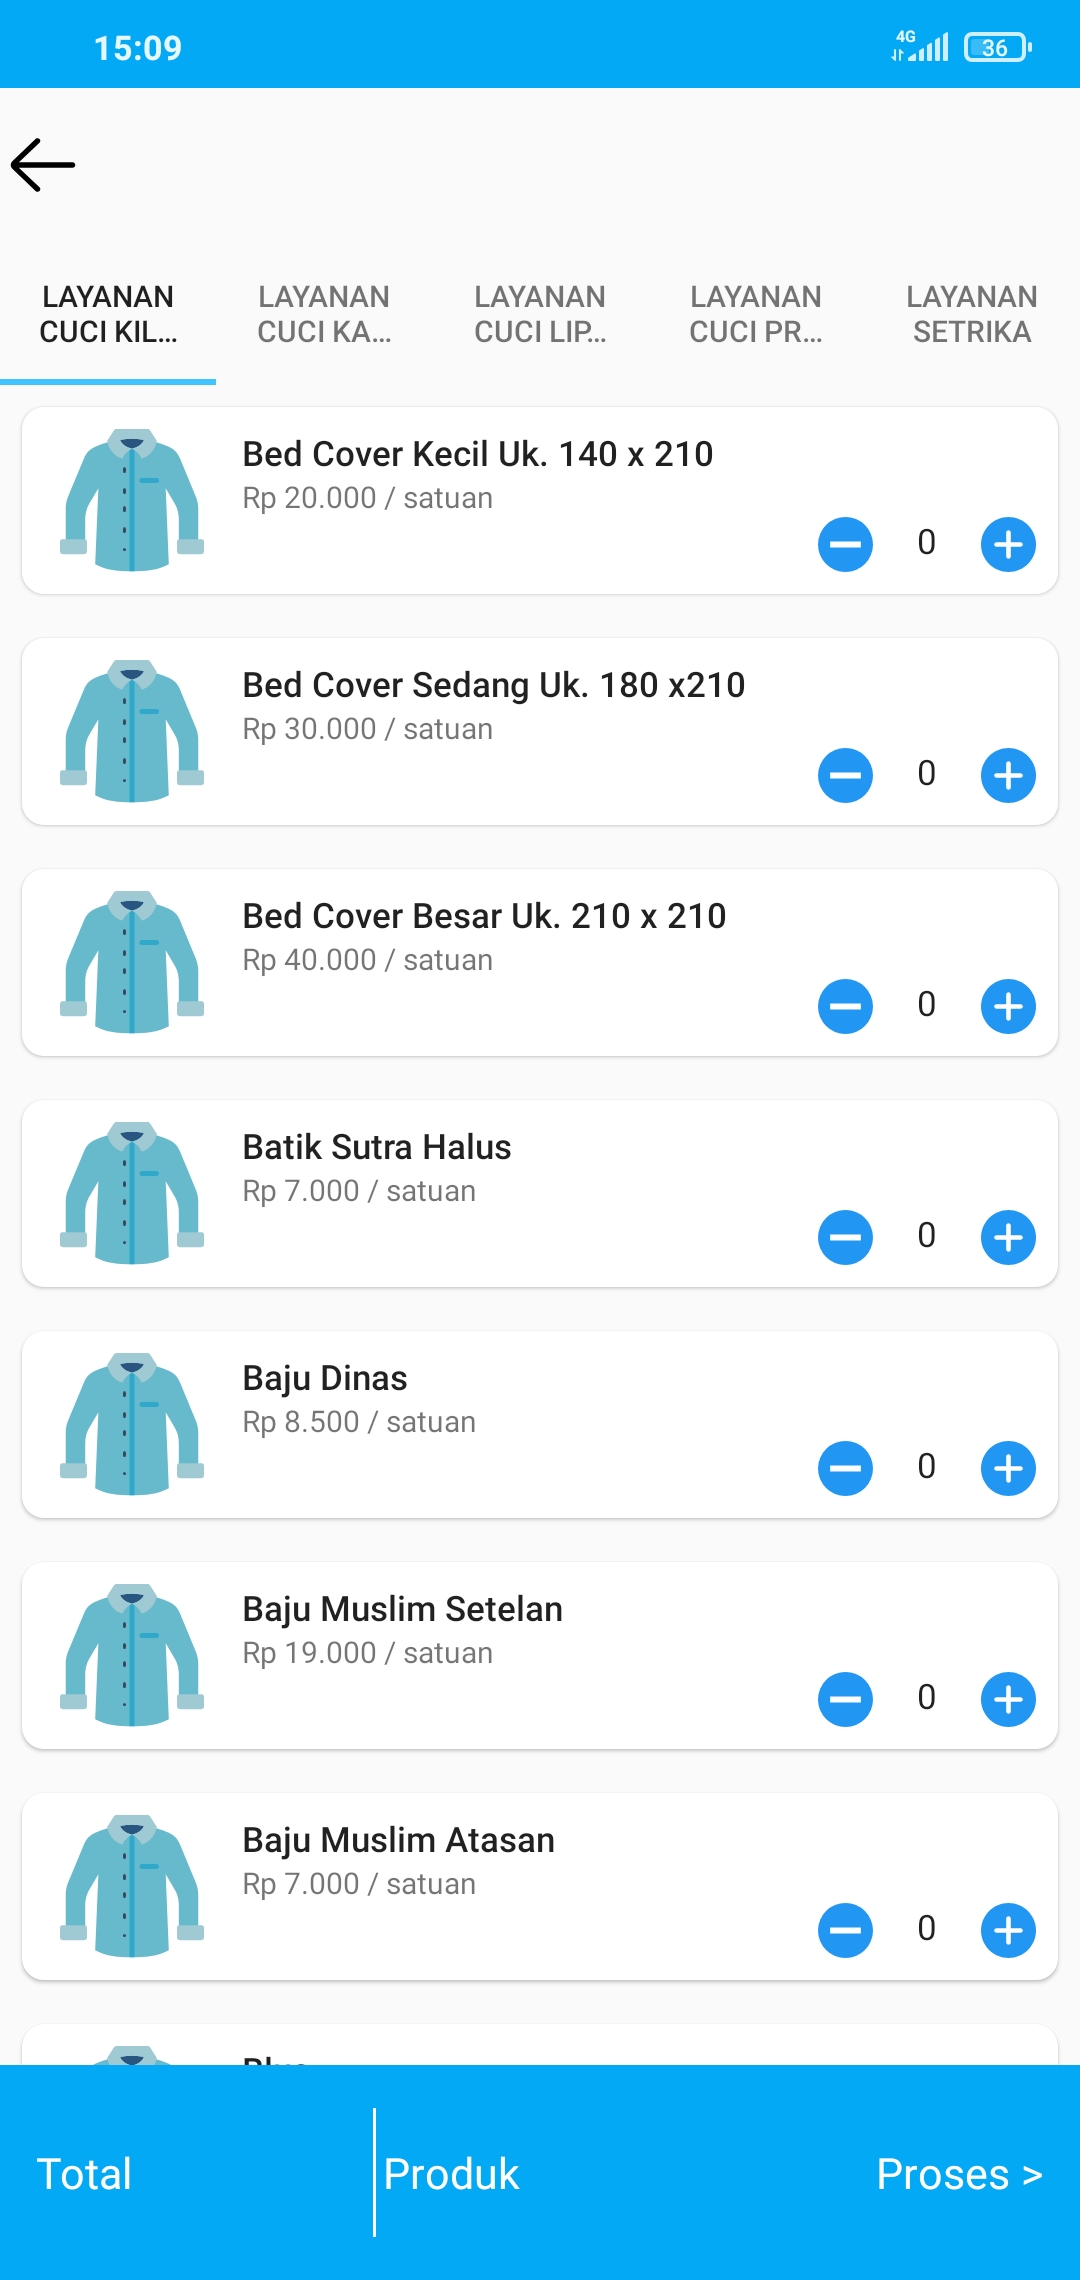 15:09
4G
36
LAYANAN
CUCI KIL...
LAYANAN
CUCI KA...
LAYANAN
CUCI LIP...
LAYANAN
CUCI PR...
LAYANAN
SETRIKA
Bed Cover Kecil Uk. 140 x 210
Rp 20.000 / satuan
0
Bed Cover Sedang Uk. 180 x210
Rp 30.000 / satuan
0
Bed Cover Besar Uk. 210 x 210
Rp 40.000 / satuan
0
Batik Sutra Halus
Rp 7.000 / satuan
0
Baju Dinas
Rp 8.500 / satuan
0
Baju Muslim Setelan
Rp 19.000 / satuan
0
Baju Muslim Atasan
Rp 7.000 / satuan
0
Total
Produk
Proses >